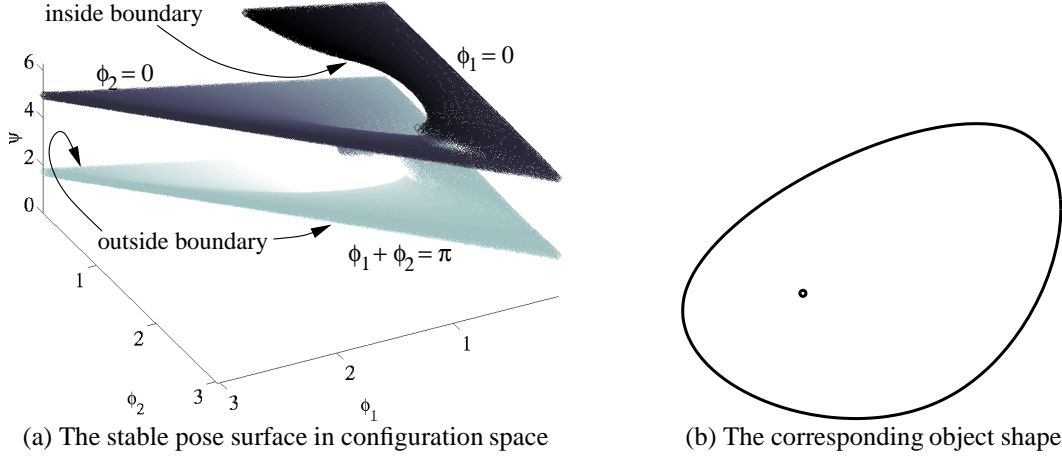 inside boundary
ϕ1 = 0
ϕ2 = 0
6
4
ψ
2
0
outside boundary
ϕ1 + ϕ2 = π
1
2
3
ϕ2
3
2
1
ϕ1
(a) The stable pose surface in configuration space
(b) The corresponding object shape